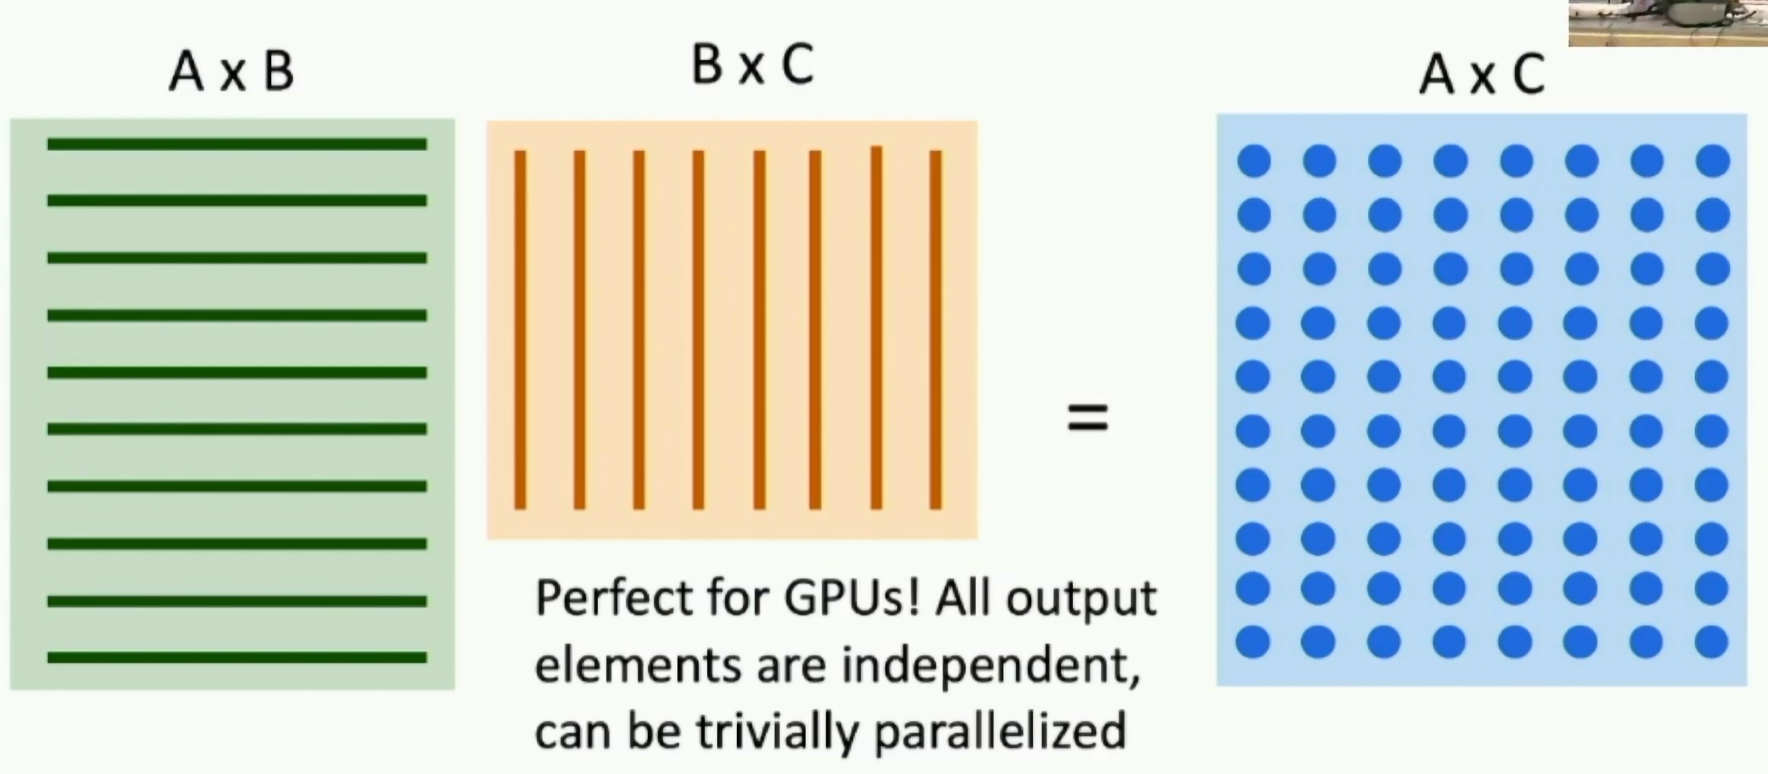 A x B
B x C
A x C
=
Perfect for GPUs! All output
elements are independent,
can be trivially parallelized